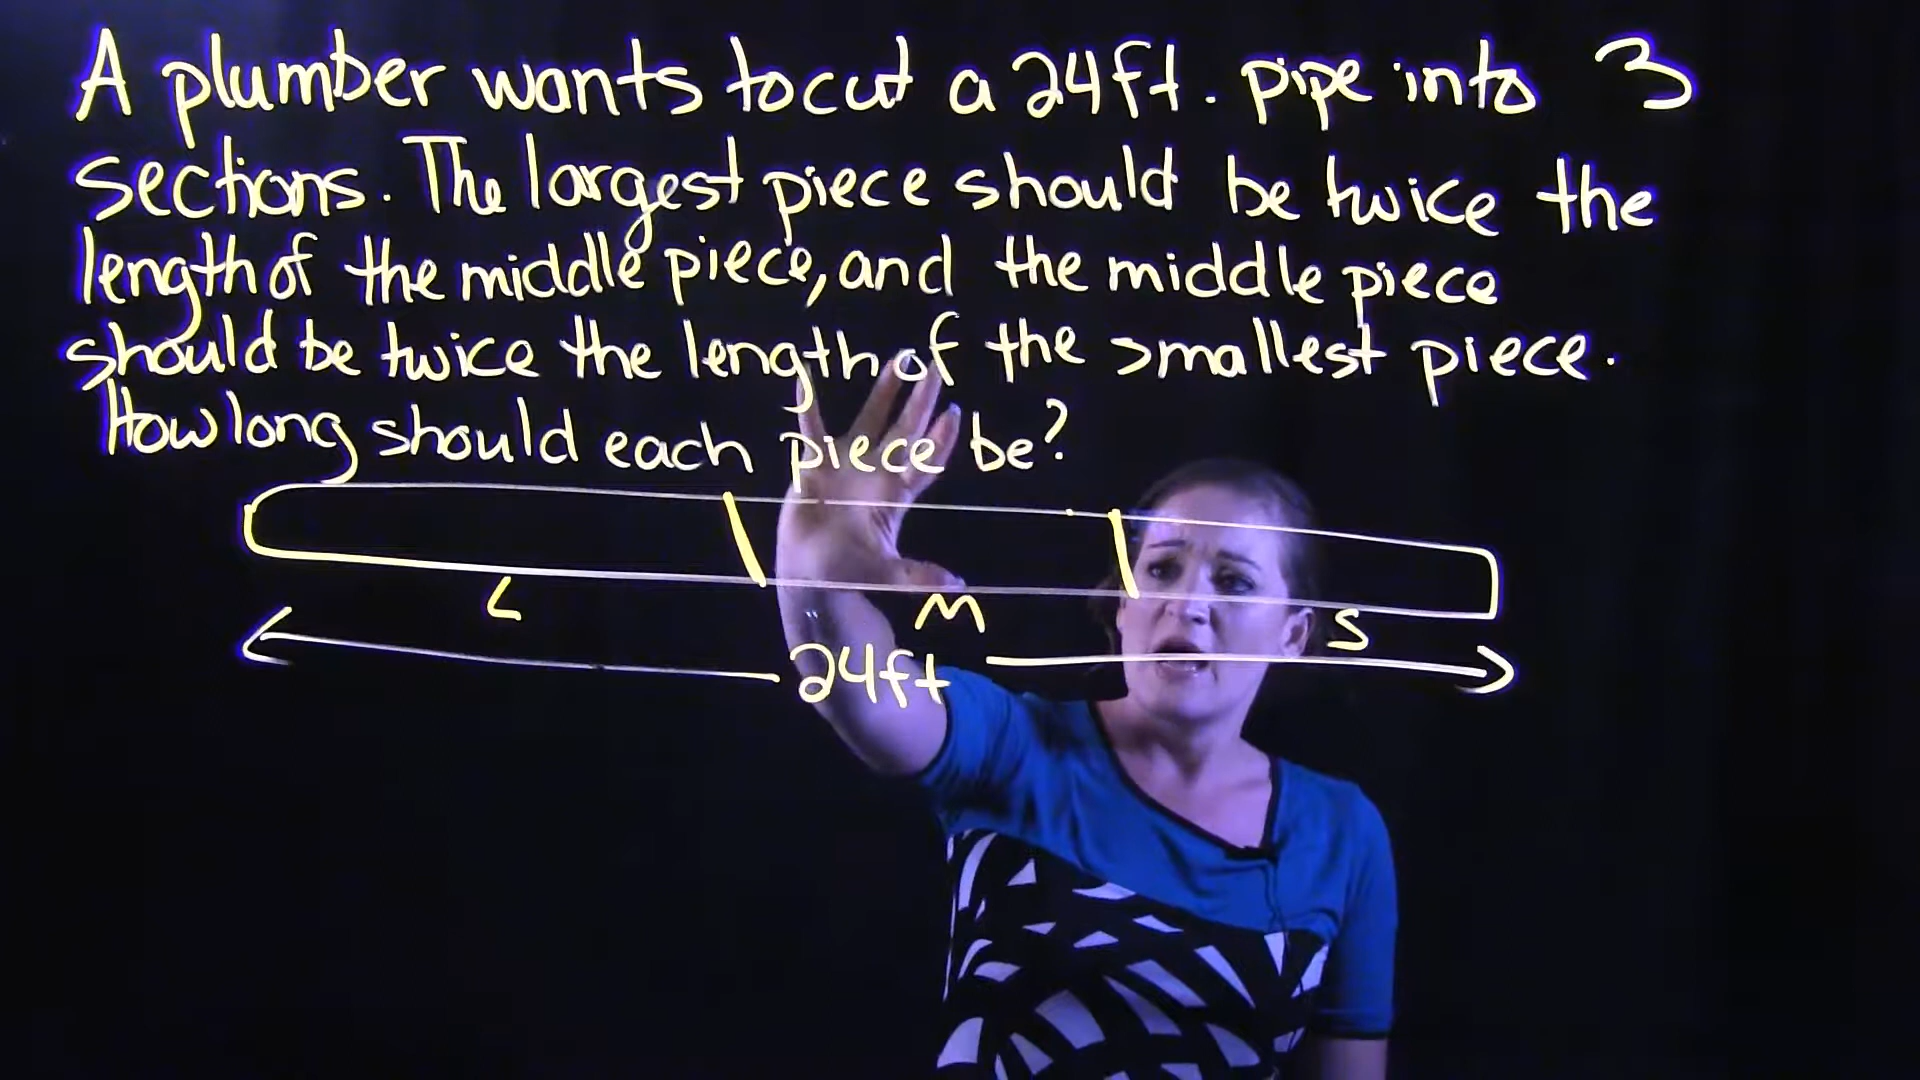 A plumber wants to cut a 24ft. pipe into 3
sections. The largest piece should be twice the
length of the middle piece, and the middle piece
should be twice the length of the smallest piece.
How long should each piece be?
L M S
24ft